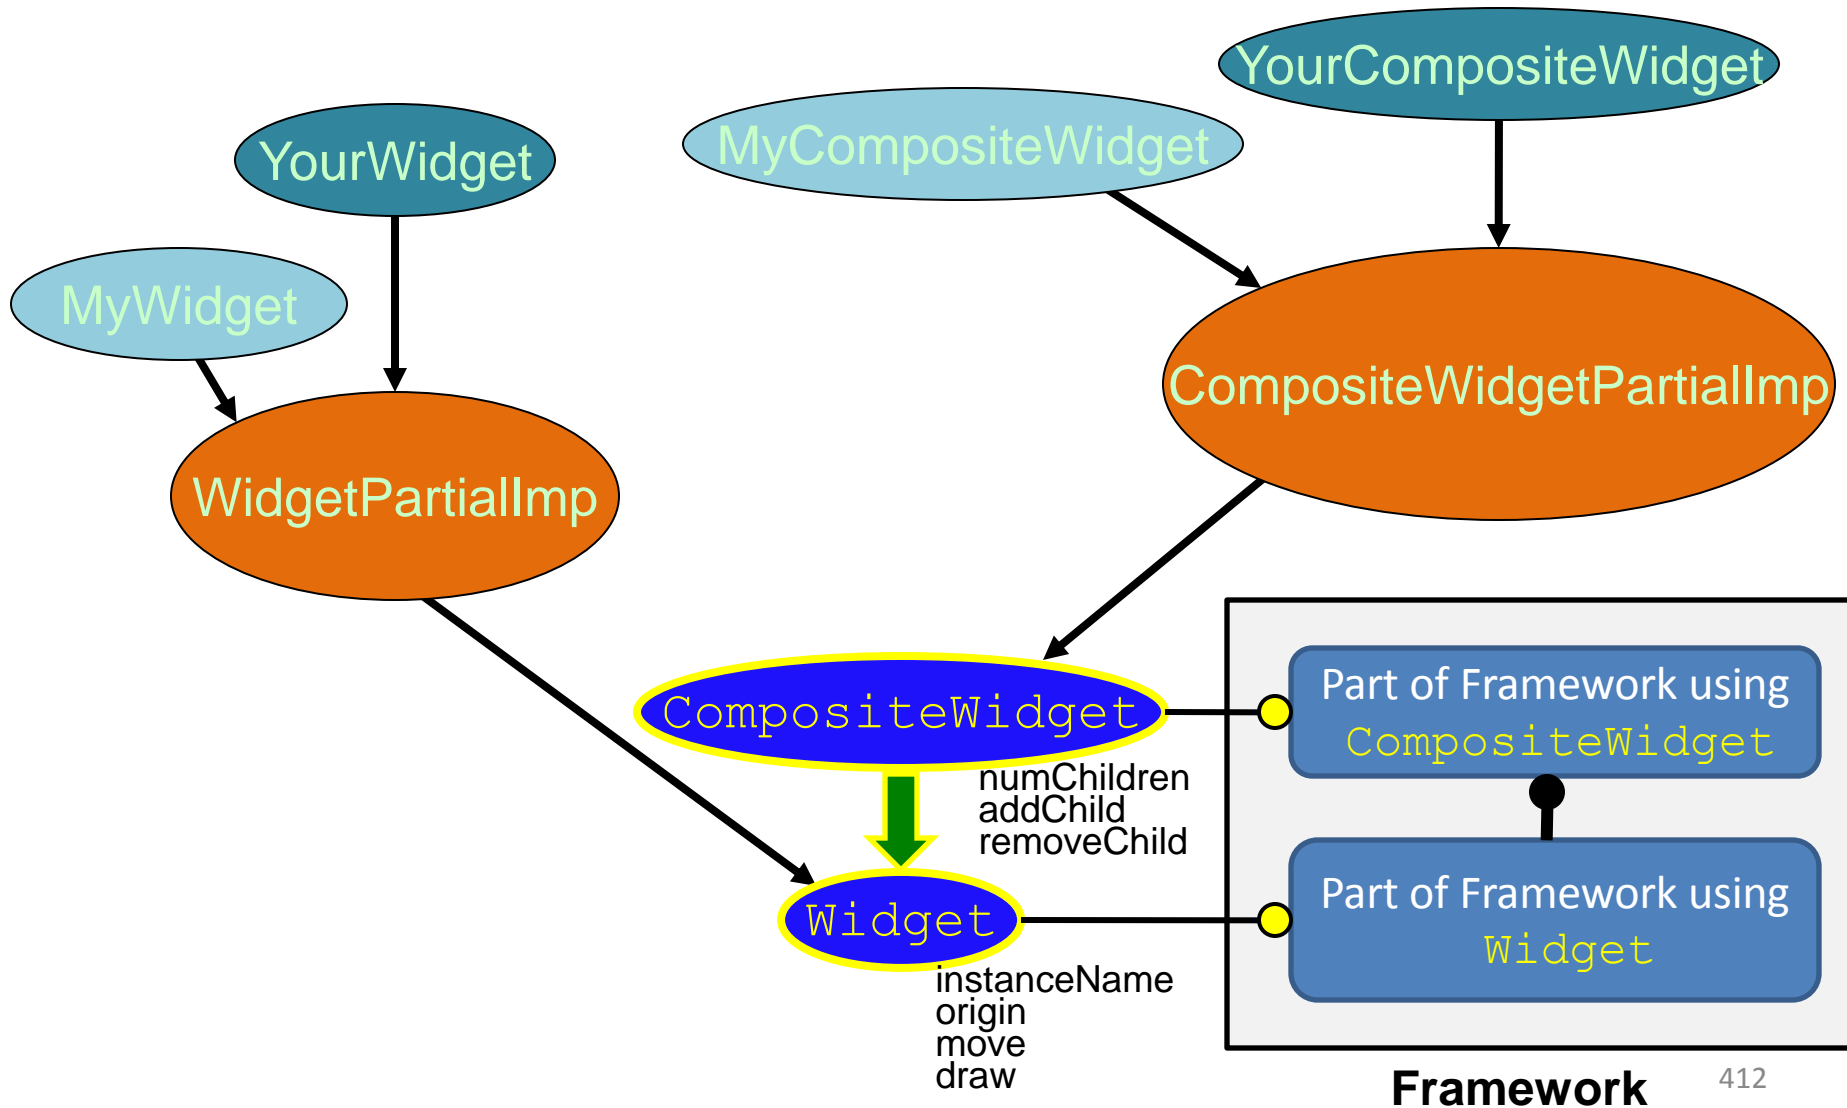 YourCompositeWidget
MyCompositeWidget
YourWidget
MyWidget
CompositeWidgetPartialImp
WidgetPartialImp
CompositeWidget
numChildren
addChild
removeChild
Widget
instanceName
origin
move
draw
Part of Framework using
CompositeWidget
Part of Framework using
Widget
Framework
412